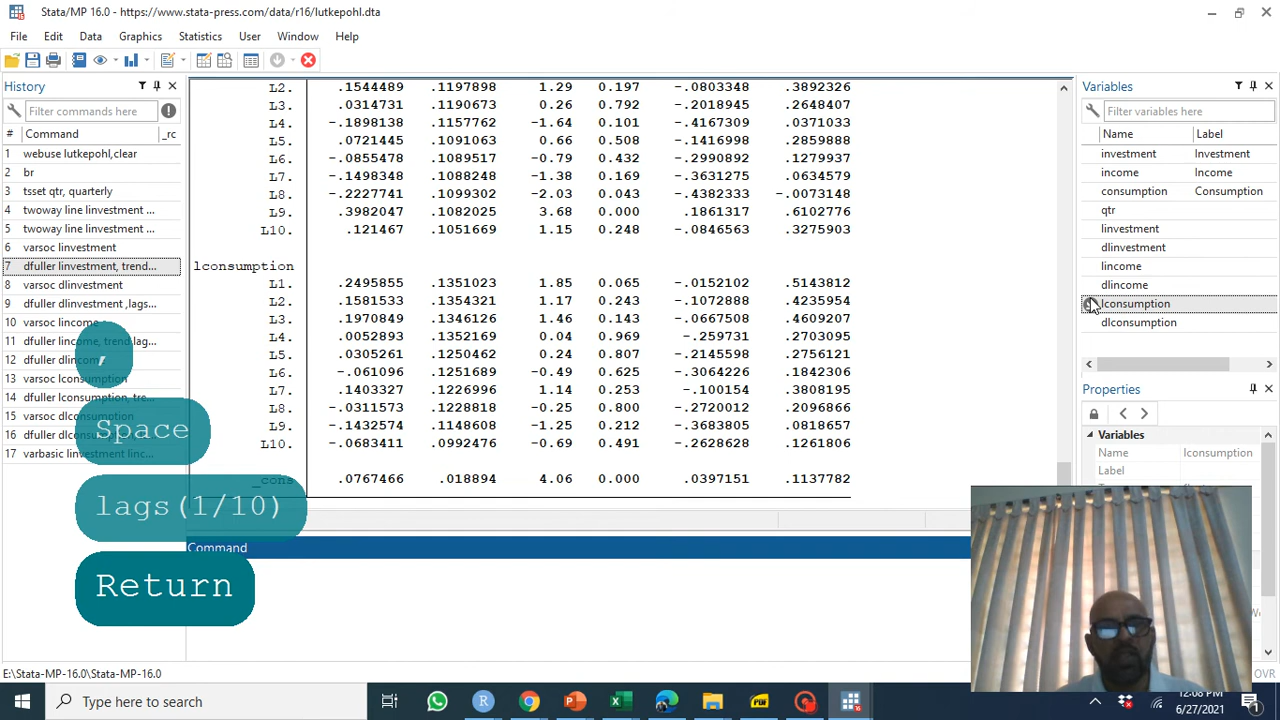 Stata/MP 16.0 - https://www.stata-press.com/data/r16/lutkepohl.dta
File Edit Data Graphics Statistics User Window Help
History
Filter commands here
# Command _rc
1 webuse lutkepohl,clear
2 br
3 tsset qtr, quarterly
4 twoway line linvestment ...
5 twoway line linvestment ...
6 varsoc linvestment
7 dfuller linvestment, trend...
8 varsoc dlinvestment
9 dfuller dlinvestment ,lags...
10 varsoc lincome
11 dfuller lincome, trend lag...
12 dfuller dlincome
13 varsoc lconsumption
14 dfuller lconsumption, tre...
15 varsoc dlconsumption
16 dfuller dlconsumption
17 varbasic linvestment linc...
,
Space
lags(1/10)
Return
L2. .1544489 .1197898 1.29 0.197 -.0803348 .3892326
L3. .0314731 .1190673 0.26 0.792 -.2018945 .2648407
L4. -.1898138 .1157762 -1.64 0.101 -.4167309 .0371033
L5. .0721445 .1091063 0.66 0.508 -.1416998 .2859888
L6. -.0855478 .1089517 -0.79 0.432 -.2990892 .1279937
L7. -.1498348 .1088248 -1.38 0.169 -.3631275 .0634579
L8. -.2227741 .1099302 -2.03 0.043 -.4382333 -.0073148
L9. .3982047 .1082025 3.68 0.000 .1861317 .6102776
L10. .121467 .1051669 1.15 0.248 -.0846563 .3275903
lconsumption
L1. .2495855 .1351023 1.85 0.065 -.0152102 .5143812
L2. .1581533 .1354321 1.17 0.243 -.1072888 .4235954
L3. .1970849 .1346126 1.46 0.143 -.0667508 .4609207
L4. .0052893 .1352169 0.04 0.969 -.259731 .2703095
L5. .0305261 .1250462 0.24 0.807 -.2145598 .2756121
L6. -.061096 .1251689 -0.49 0.625 -.3064226 .1842306
L7. .1403327 .1226996 1.14 0.253 -.100154 .3808195
L8. -.0311573 .1228818 -0.25 0.800 -.2720012 .2096866
L9. -.1432574 .1148608 -1.25 0.212 -.3683805 .0818657
L10. -.0683411 .0992476 -0.69 0.491 -.2628628 .1261806
_cons .0767466 .018894 4.06 0.000 .0397151 .1137782
Command
Variables
Filter variables here
Name Label
investment Investment
income Income
consumption Consumption
qtr
linvestment
dlinvestment
lincome
dlincome
lconsumption
dlconsumption
Properties
Variables
Name lconsumption
Label
E:\Stata-MP-16.0\Stata-MP-16.0
OVR
Type here to search
12:08 PM
6/27/2021